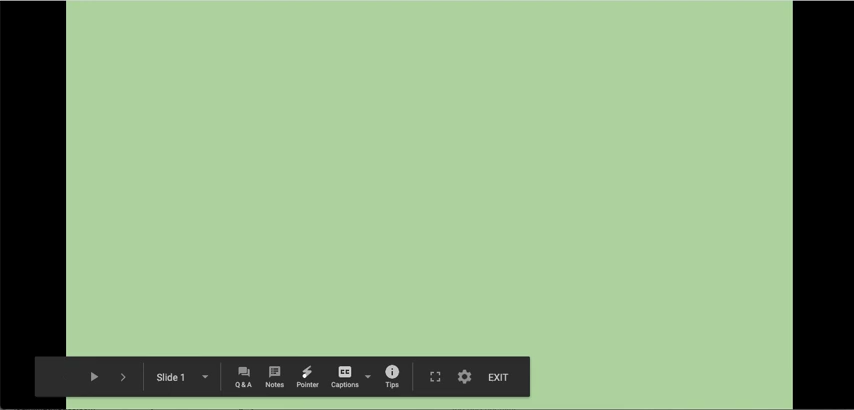 Slide 1
Q & A
Notes
Pointer
Captions
Tips
EXIT